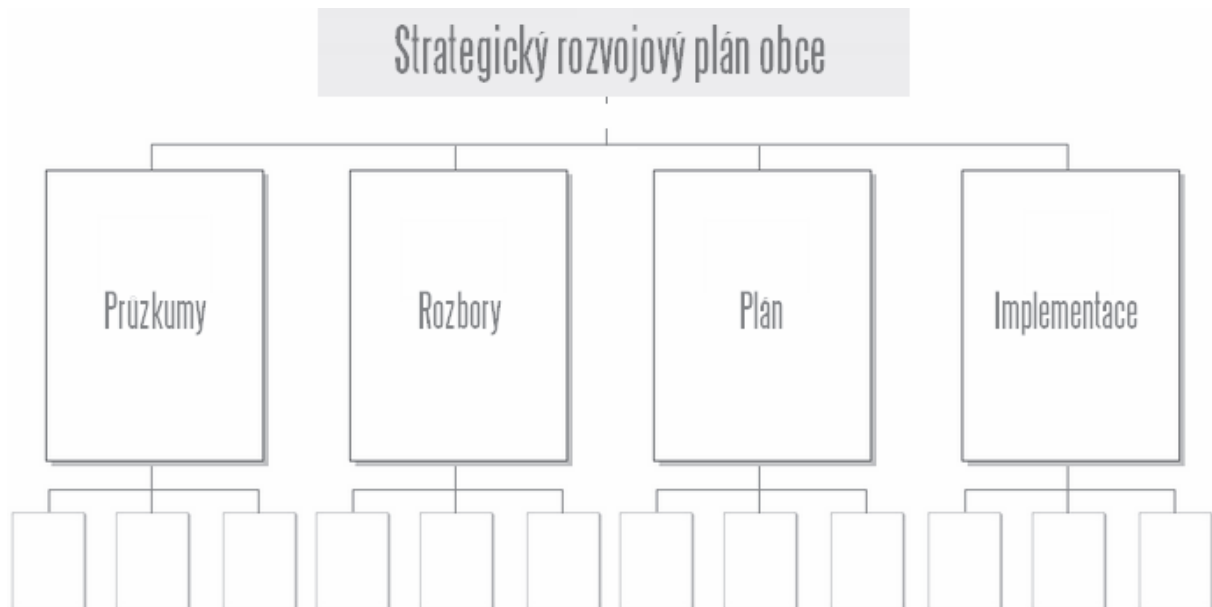 Strategický rozvojový plán obce
Průzkumy
Rozbory
Plán
Implementace